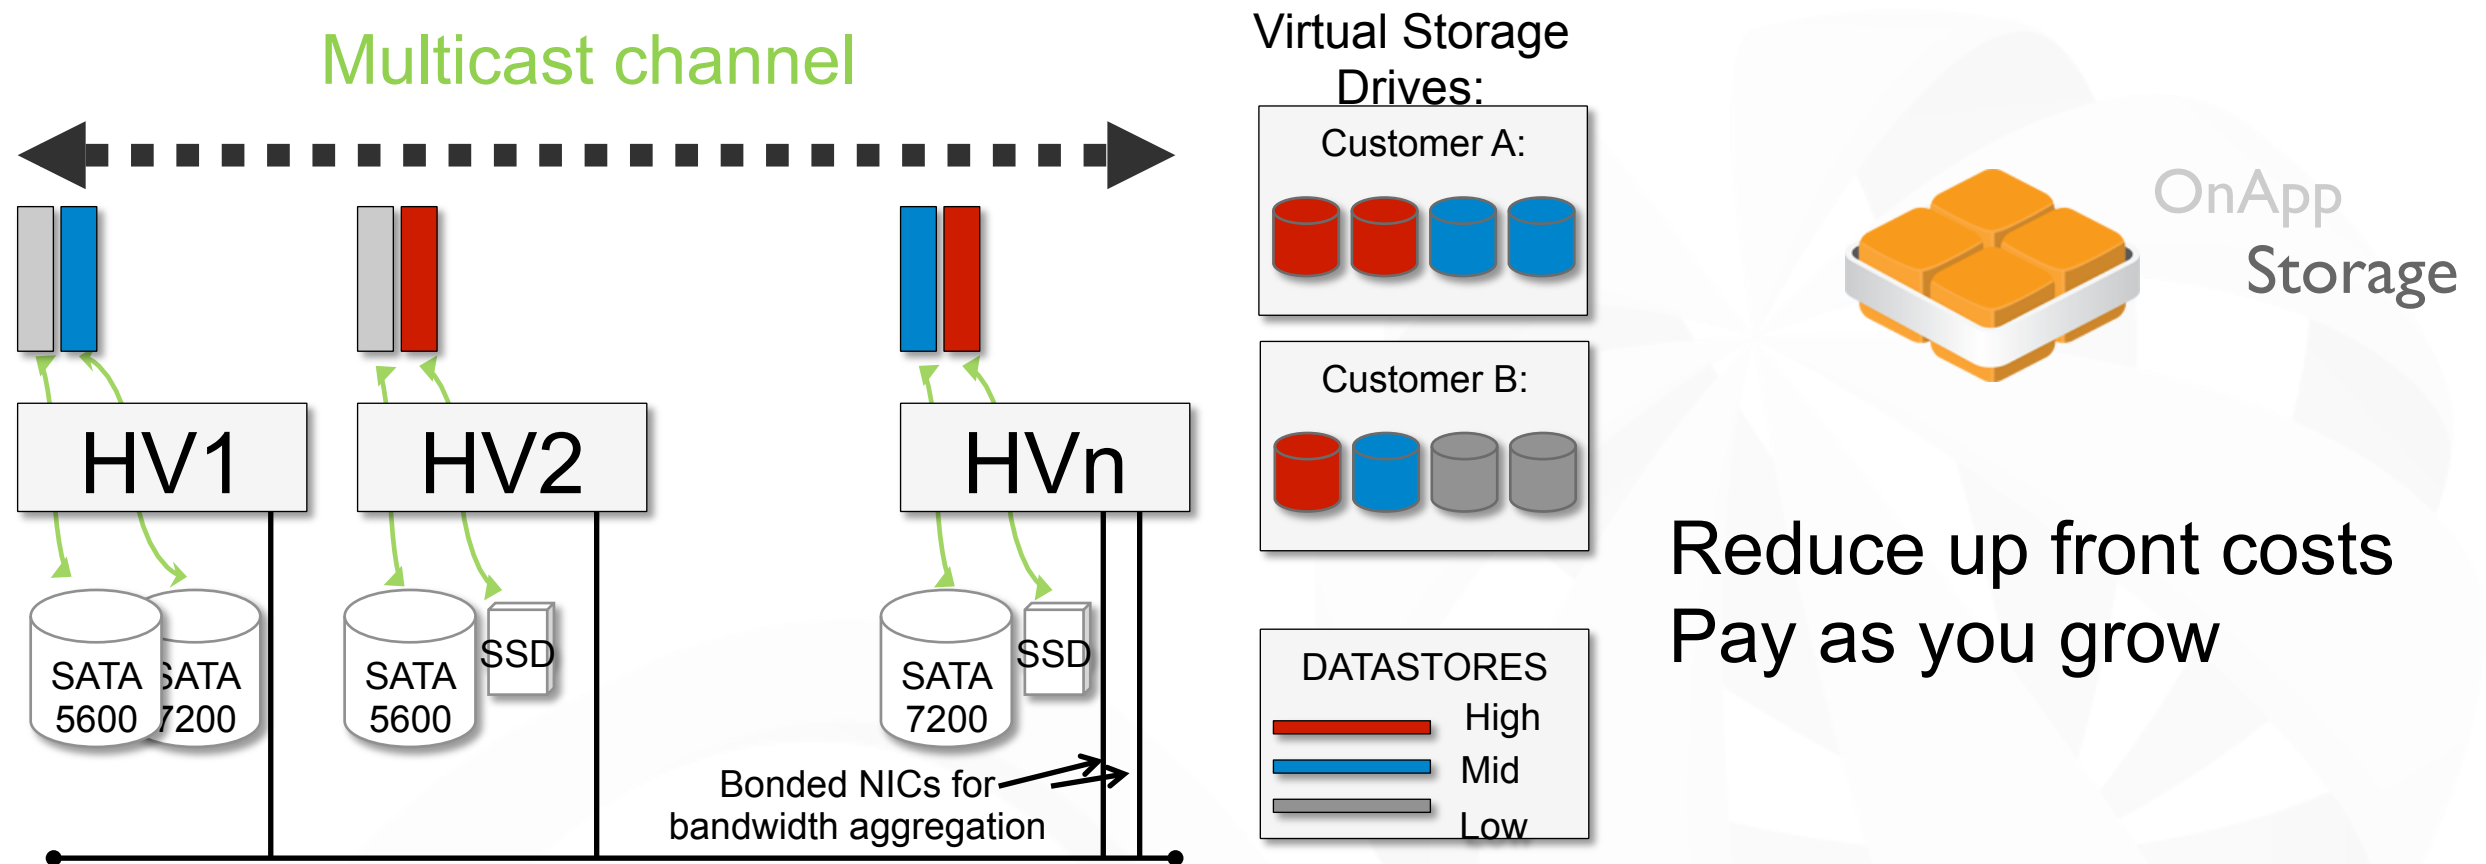 Multicast channel
HV1
HV2
HVn
SATA
5600
SATA
7200
SATA
5600
SSD
SATA
7200
SSD
Bonded NICs for
bandwidth aggregation
Virtual Storage
Drives:
Customer A:
Customer B:
DATASTORES
High
Mid
Low
OnApp
Storage
Reduce up front costs
Pay as you grow